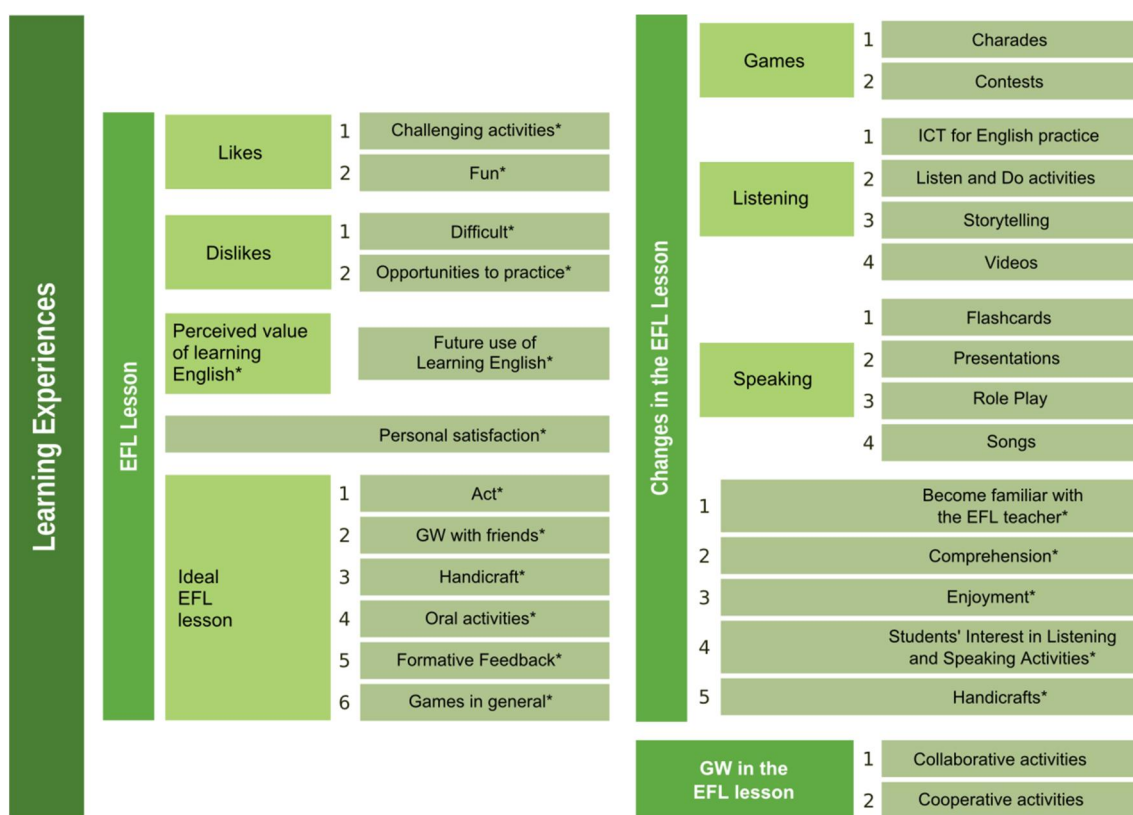 Learning Experiences
EFL Lesson
Likes
1 Challenging activities*
2 Fun*
Dislikes
1 Difficult*
2 Opportunities to practice*
Perceived value
of learning
English*
Future use of
Learning English*
Personal satisfaction*
Ideal
EFL
lesson
1 Act*
2 GW with friends*
3 Handicraft*
4 Oral activities*
5 Formative Feedback*
6 Games in general*
Changes in the EFL Lesson
Games
1 Charades
2 Contests
Listening
1 ICT for English practice
2 Listen and Do activities
3 Storytelling
4 Videos
Speaking
1 Flashcards
2 Presentations
3 Role Play
4 Songs
1 Become familiar with
the EFL teacher*
2 Comprehension*
3 Enjoyment*
4 Students' Interest in Listening
and Speaking Activities*
5 Handicrafts*
GW in the
EFL lesson
1 Collaborative activities
2 Cooperative activities